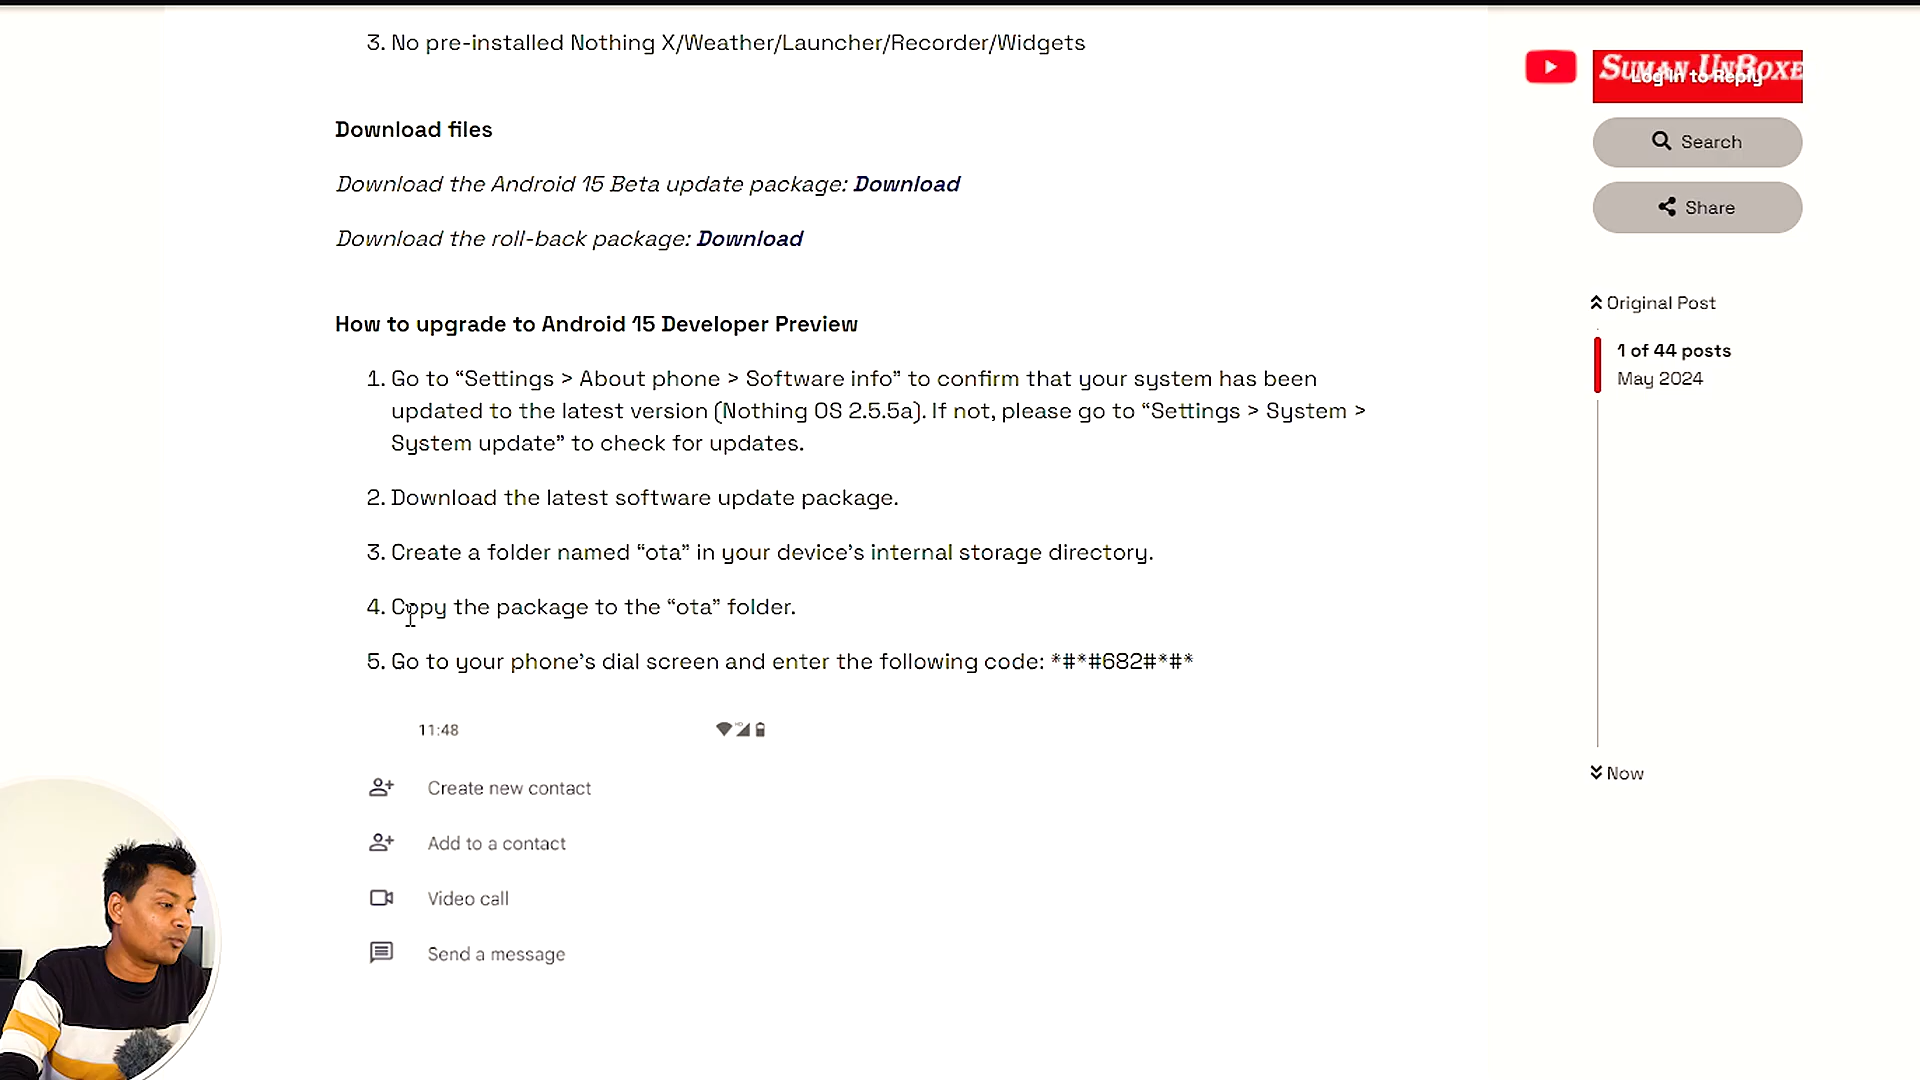 3. No pre-installed Nothing X/Weather/Launcher/Recorder/Widgets
SUMAN UNBOXE
Log In to Reply
Search
Share
Download files
Download the Android 15 Beta update package: Download
Download the roll-back package: Download
Original Post
1 of 44 posts
May 2024
Now
How to upgrade to Android 15 Developer Preview
1. Go to “Settings > About phone > Software info” to confirm that your system has been
updated to the latest version (Nothing OS 2.5.5a). If not, please go to “Settings > System >
System update” to check for updates.
2. Download the latest software update package.
3. Create a folder named “ota” in your device’s internal storage directory.
4. Copy the package to the “ota” folder.
5. Go to your phone’s dial screen and enter the following code: *#*#682#*#*
11:48
HD
Create new contact
Add to a contact
Video call
Send a message